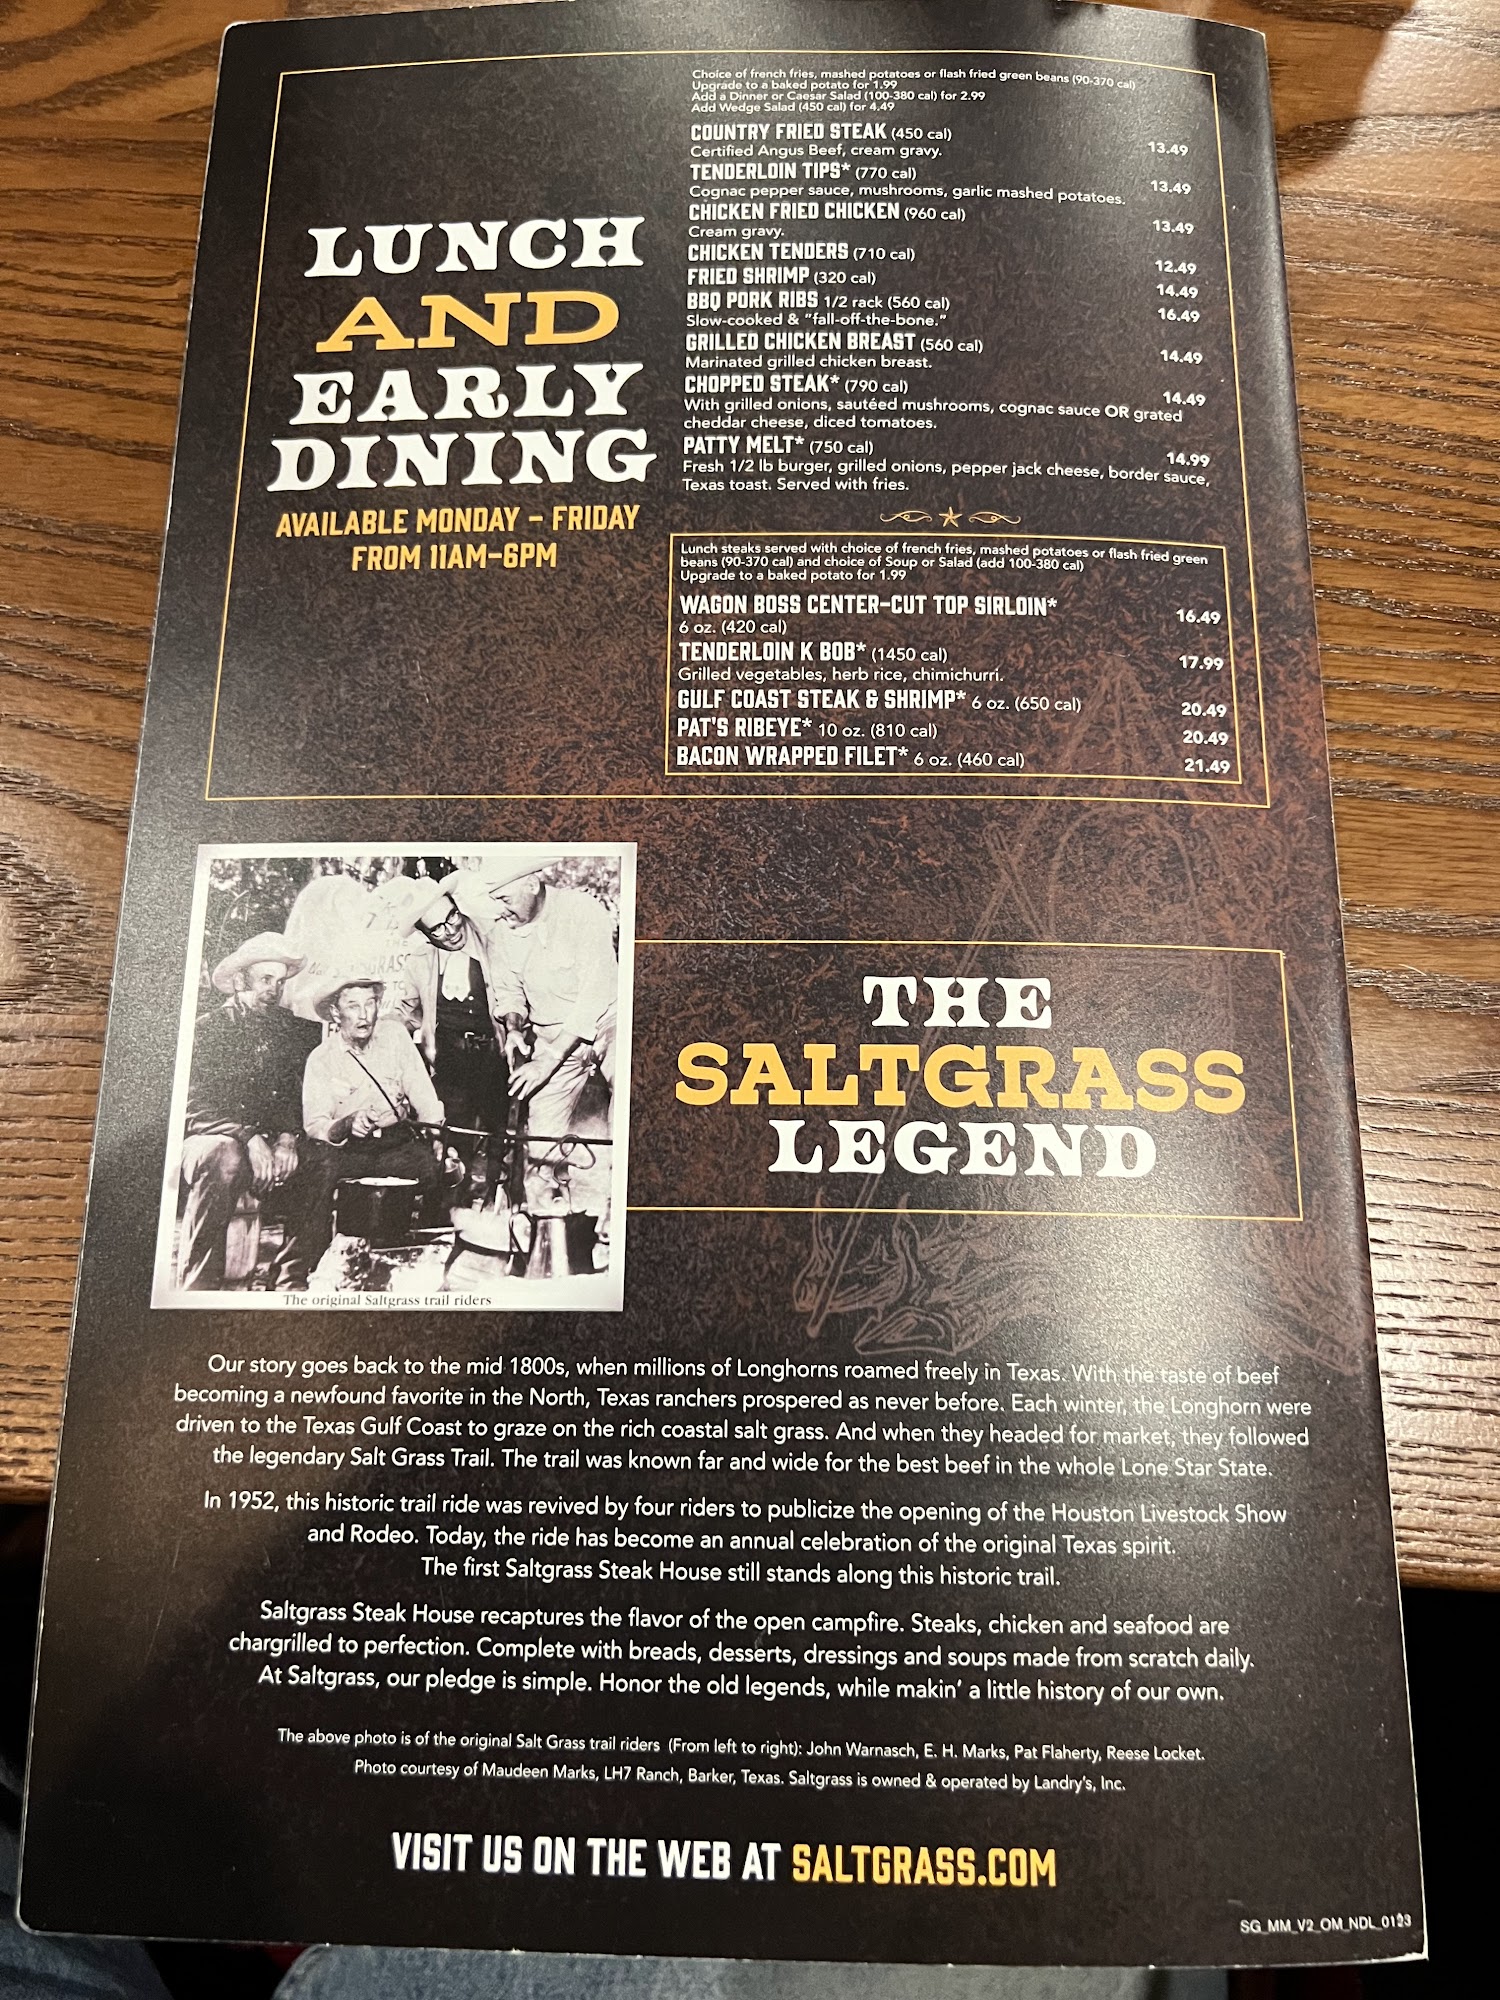 LUNCH
AND
EARLY
DINING
AVAILABLE MONDAY – FRIDAY
FROM 11AM–6PM
Choice of french fries, mashed potatoes or flash fried green beans (90-370 cal)
Upgrade to a baked potato for 1.99
Add a Dinner or Caesar Salad (100-380 cal) for 2.99
Add Wedge Salad (450 cal) for 4.49
COUNTRY FRIED STEAK (450 cal) 13.49
Certified Angus Beef, cream gravy.
TENDERLOIN TIPS* (770 cal) 13.49
Cognac pepper sauce, mushrooms, garlic mashed potatoes.
CHICKEN FRIED CHICKEN (960 cal) 13.49
Cream gravy.
CHICKEN TENDERS (710 cal) 12.49
FRIED SHRIMP (320 cal) 14.49
BBQ PORK RIBS 1/2 rack (560 cal) 16.49
Slow-cooked & "fall-off-the-bone."
GRILLED CHICKEN BREAST (560 cal) 14.49
Marinated grilled chicken breast.
CHOPPED STEAK* (790 cal) 14.49
With grilled onions, sautéed mushrooms, cognac sauce OR grated
cheddar cheese, diced tomatoes.
PATTY MELT* (750 cal) 14.99
Fresh 1/2 lb burger, grilled onions, pepper jack cheese, border sauce,
Texas toast. Served with fries.
Lunch steaks served with choice of french fries, mashed potatoes or flash fried green
beans (90-370 cal) and choice of Soup or Salad (add 100-380 cal)
Upgrade to a baked potato for 1.99
WAGON BOSS CENTER-CUT TOP SIRLOIN* 16.49
6 oz. (420 cal)
TENDERLOIN K BOB* (1450 cal) 17.99
Grilled vegetables, herb rice, chimichurri.
GULF COAST STEAK & SHRIMP* 6 oz. (650 cal) 20.49
PAT'S RIBEYE* 10 oz. (810 cal) 20.49
BACON WRAPPED FILET* 6 oz. (460 cal) 21.49
The original Saltgrass trail riders
THE
SALTGRASS
LEGEND
Our story goes back to the mid 1800s, when millions of Longhorns roamed freely in Texas. With the taste of beef
becoming a newfound favorite in the North, Texas ranchers prospered as never before. Each winter, the Longhorn were
driven to the Texas Gulf Coast to graze on the rich coastal salt grass. And when they headed for market, they followed
the legendary Salt Grass Trail. The trail was known far and wide for the best beef in the whole Lone Star State.
In 1952, this historic trail ride was revived by four riders to publicize the opening of the Houston Livestock Show
and Rodeo. Today, the ride has become an annual celebration of the original Texas spirit.
The first Saltgrass Steak House still stands along this historic trail.
Saltgrass Steak House recaptures the flavor of the open campfire. Steaks, chicken and seafood are
chargrilled to perfection. Complete with breads, desserts, dressings and soups made from scratch daily.
At Saltgrass, our pledge is simple. Honor the old legends, while makin' a little history of our own.
The above photo is of the original Salt Grass trail riders (From left to right): John Warnasch, E. H. Marks, Pat Flaherty, Reese Locket.
Photo courtesy of Maudeen Marks, LH7 Ranch, Barker, Texas. Saltgrass is owned & operated by Landry's, Inc.
VISIT US ON THE WEB AT SALTGRASS.COM
SG_MM_V2_OM_NDL_0123